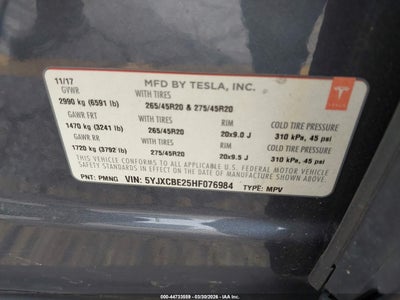 MFD BY TESLA, INC.
TESLA
11/17
GVWR WITH TIRES
2990 kg (6591 lb) 265/45R20 & 275/45R20
GAWR FRT WITH TIRES RIM COLD TIRE PRESSURE
1470 kg (3241 lb) 265/45R20 20x9.0 J 310 kPa, 45 psi
GAWR RR WITH TIRES RIM COLD TIRE PRESSURE
1720 kg (3792 lb) 275/45R20 20x9.5 J 310 kPa, 45 psi
THIS VEHICLE CONFORMS TO ALL APPLICABLE U.S. FEDERAL MOTOR VEHICLE
SAFETY STANDARDS IN EFFECT ON THE DATE OF MANUFACTURE SHOWN ABOVE.
PNT: PMNG VIN: 5YJXCBE25HF076984 TYPE: MPV
ID: 44733059 - 03/30/2026 - © IAA Holdings, LLC